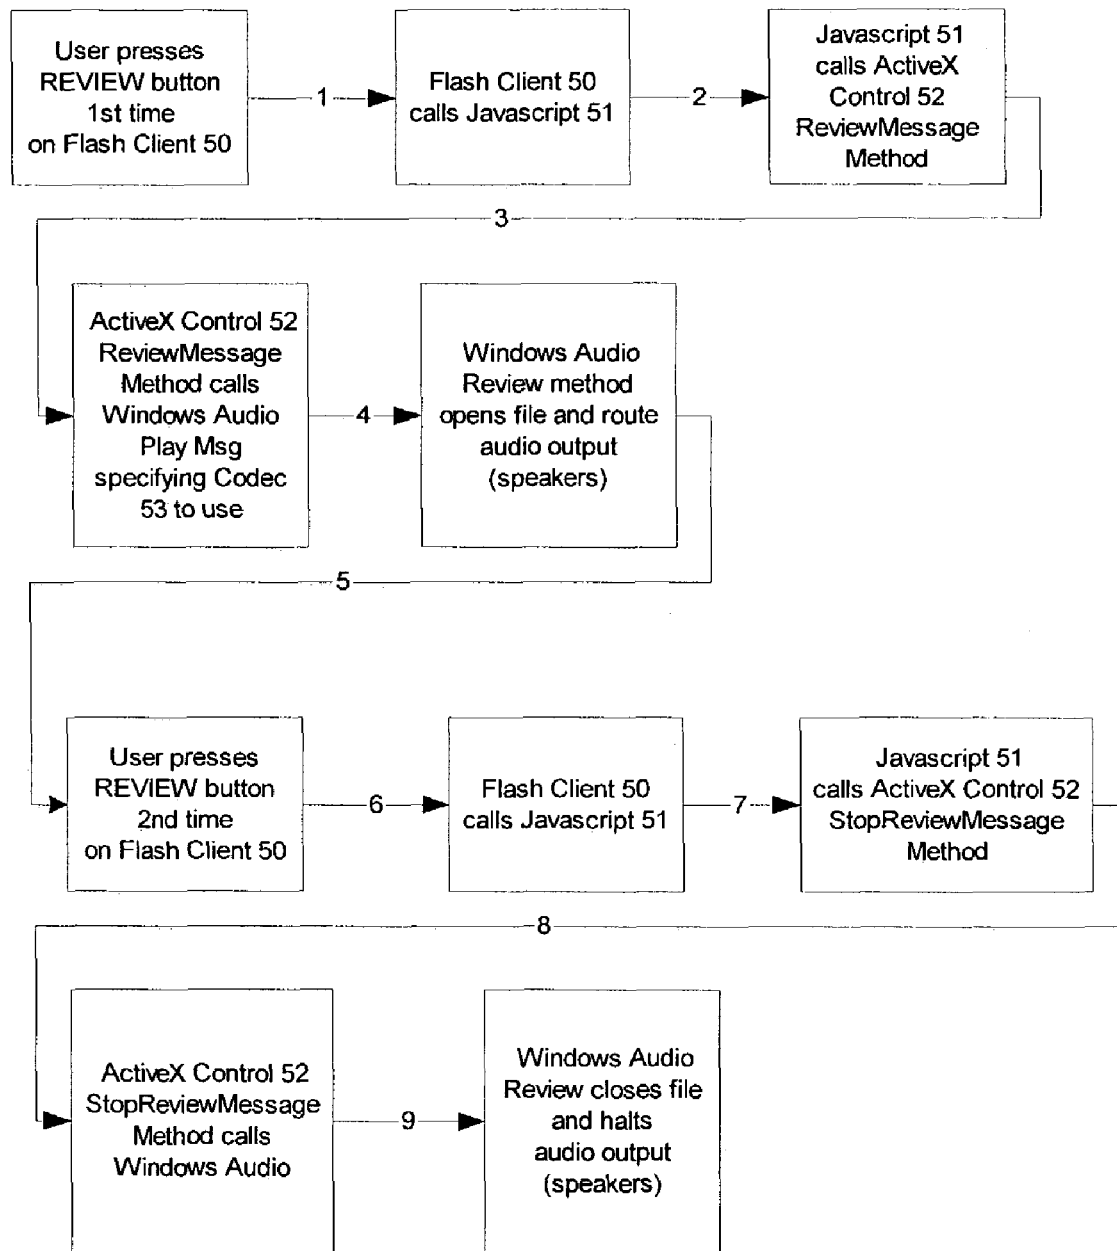 User presses
REVIEW button
1st time
on Flash Client 50
1
Flash Client 50
calls Javascript 51
2
Javascript 51
calls ActiveX
Control 52
ReviewMessage
Method
3
ActiveX Control 52
ReviewMessage
Method calls
Windows Audio
Play Msg
specifying Codec
53 to use
4
Windows Audio
Review method
opens file and route
audio output
(speakers)
5
User presses
REVIEW button
2nd time
on Flash Client 50
6
Flash Client 50
calls Javascript 51
7
Javascript 51
calls ActiveX Control 52
StopReviewMessage
Method
8
ActiveX Control 52
StopReviewMessage
Method calls
Windows Audio
9
Windows Audio
Review closes file
and halts
audio output
(speakers)